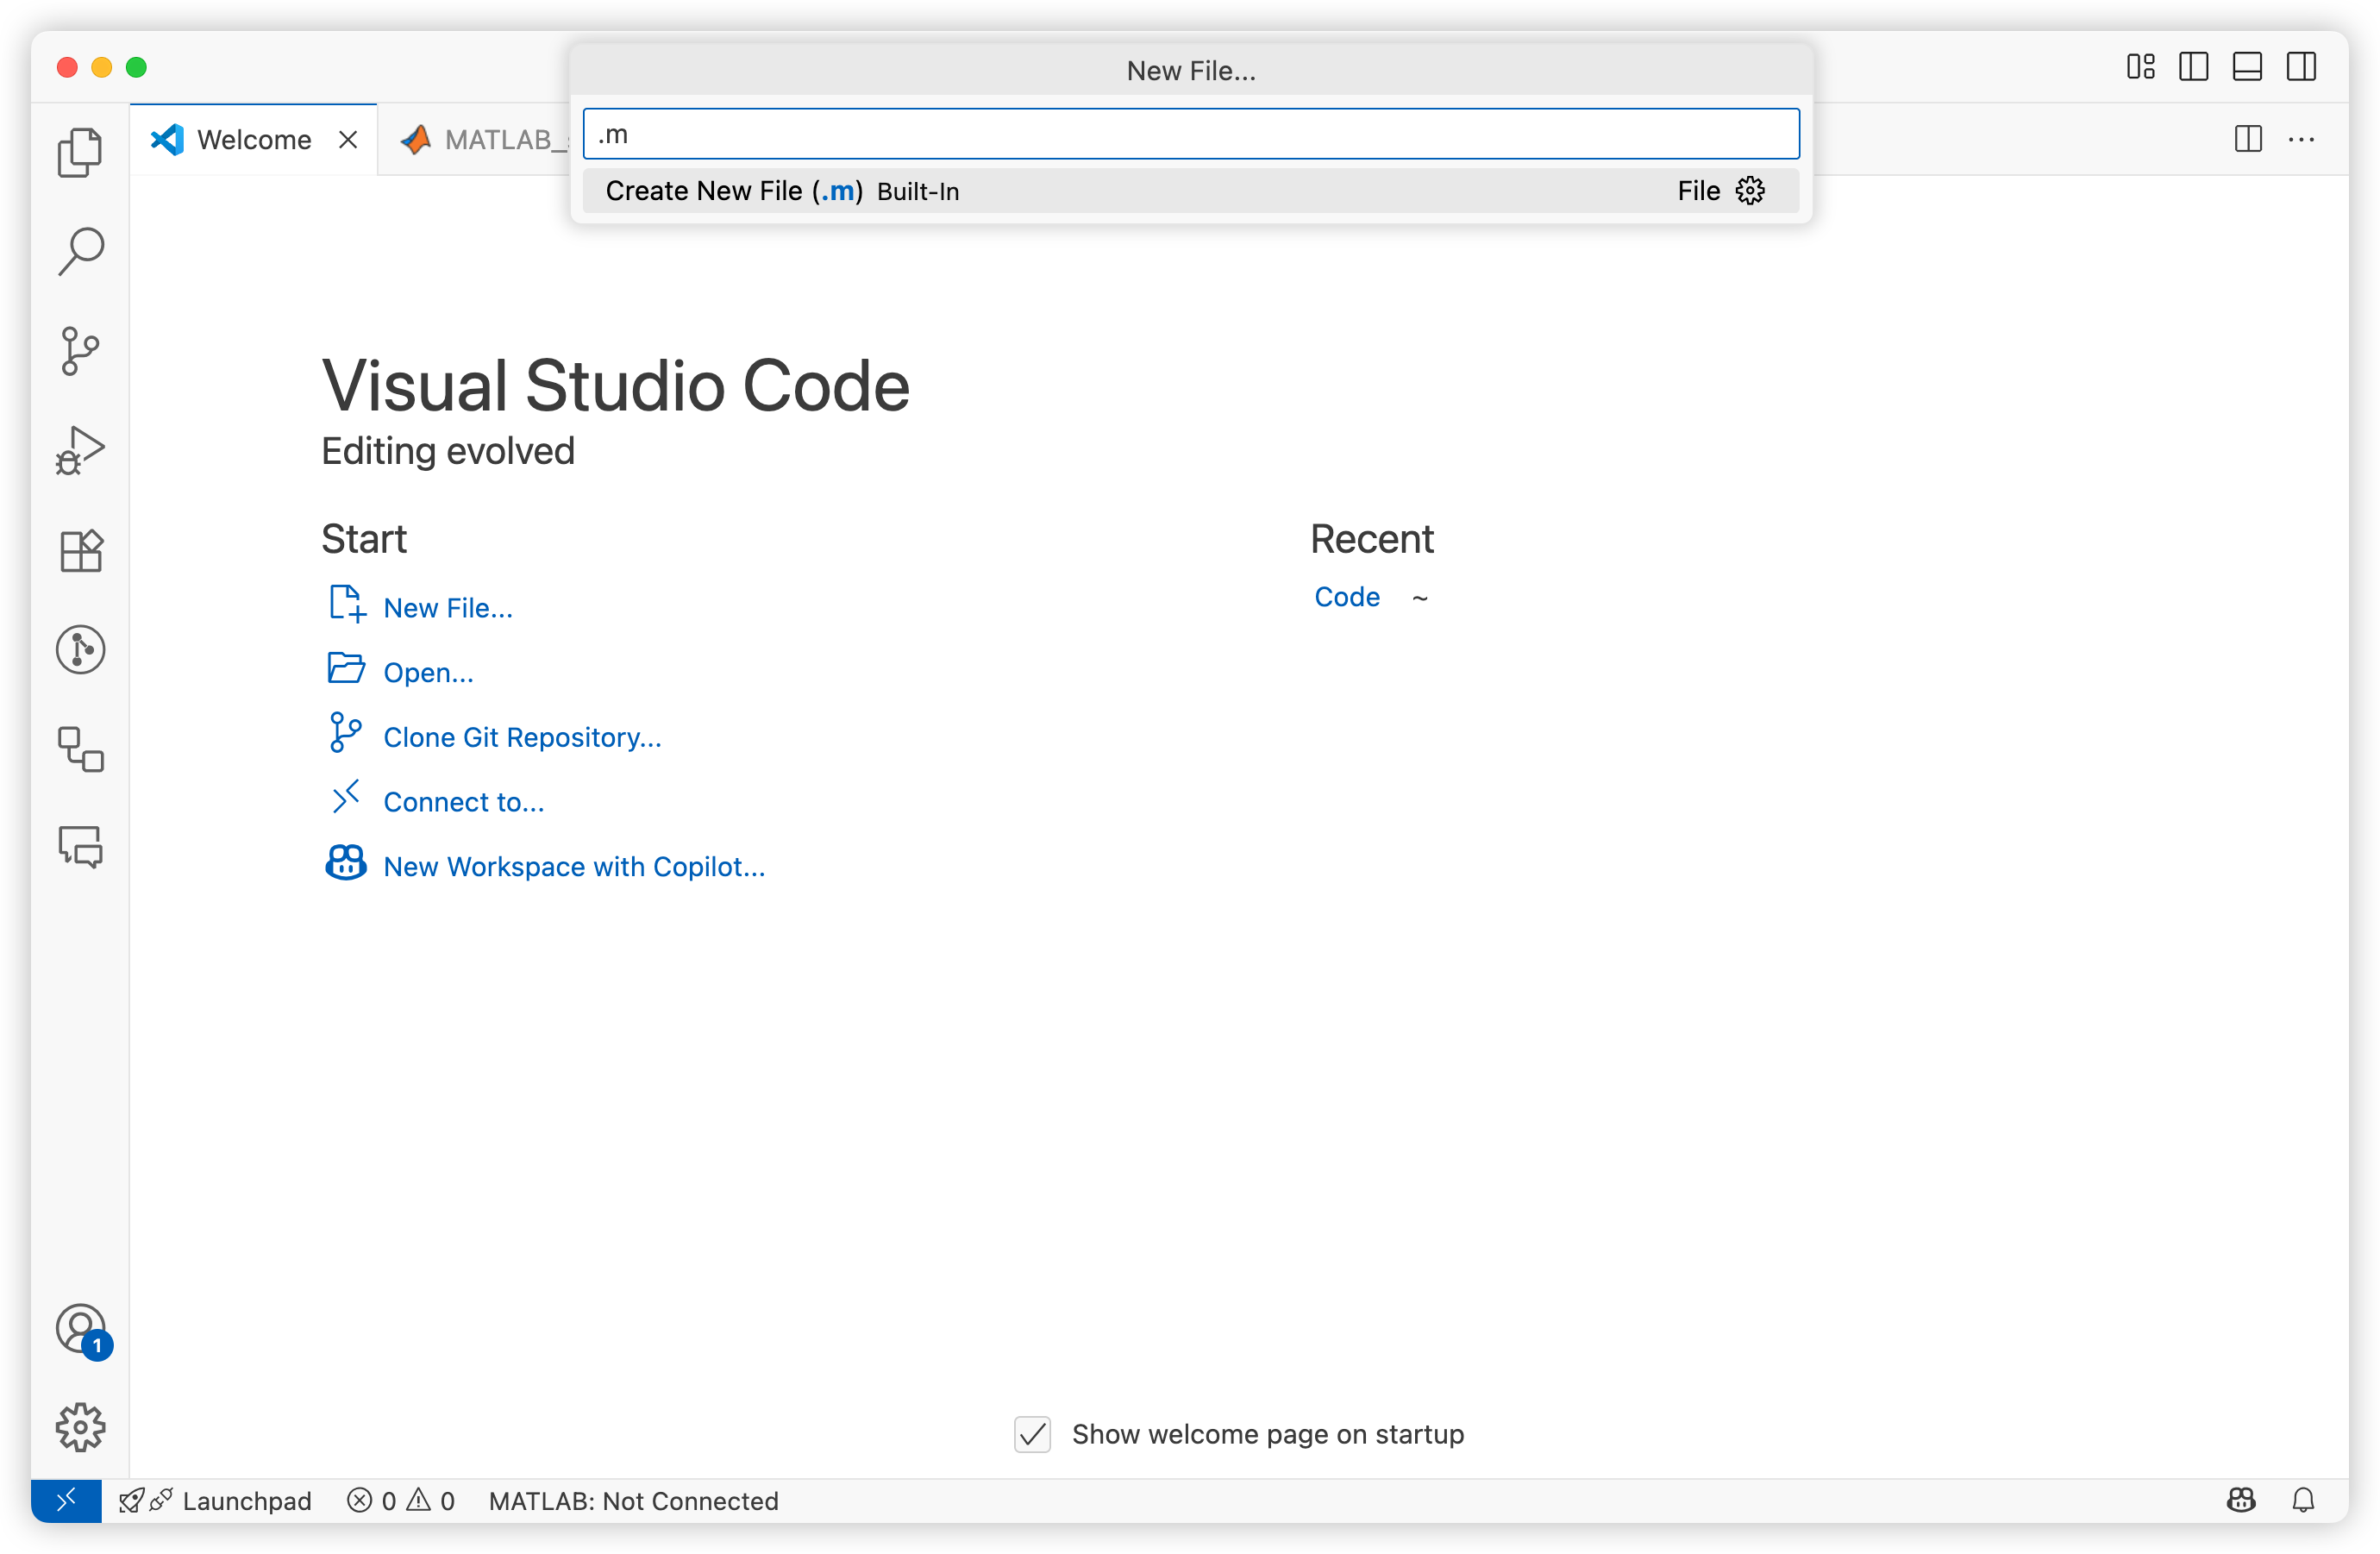 New File...
Welcome
MATLAB_
.m
Create New File (.m) Built-In File
Visual Studio Code
Editing evolved
Start
New File...
Open...
Clone Git Repository...
Connect to...
New Workspace with Copilot...
Recent
Code ~
1
Show welcome page on startup
Launchpad 0 0 MATLAB: Not Connected